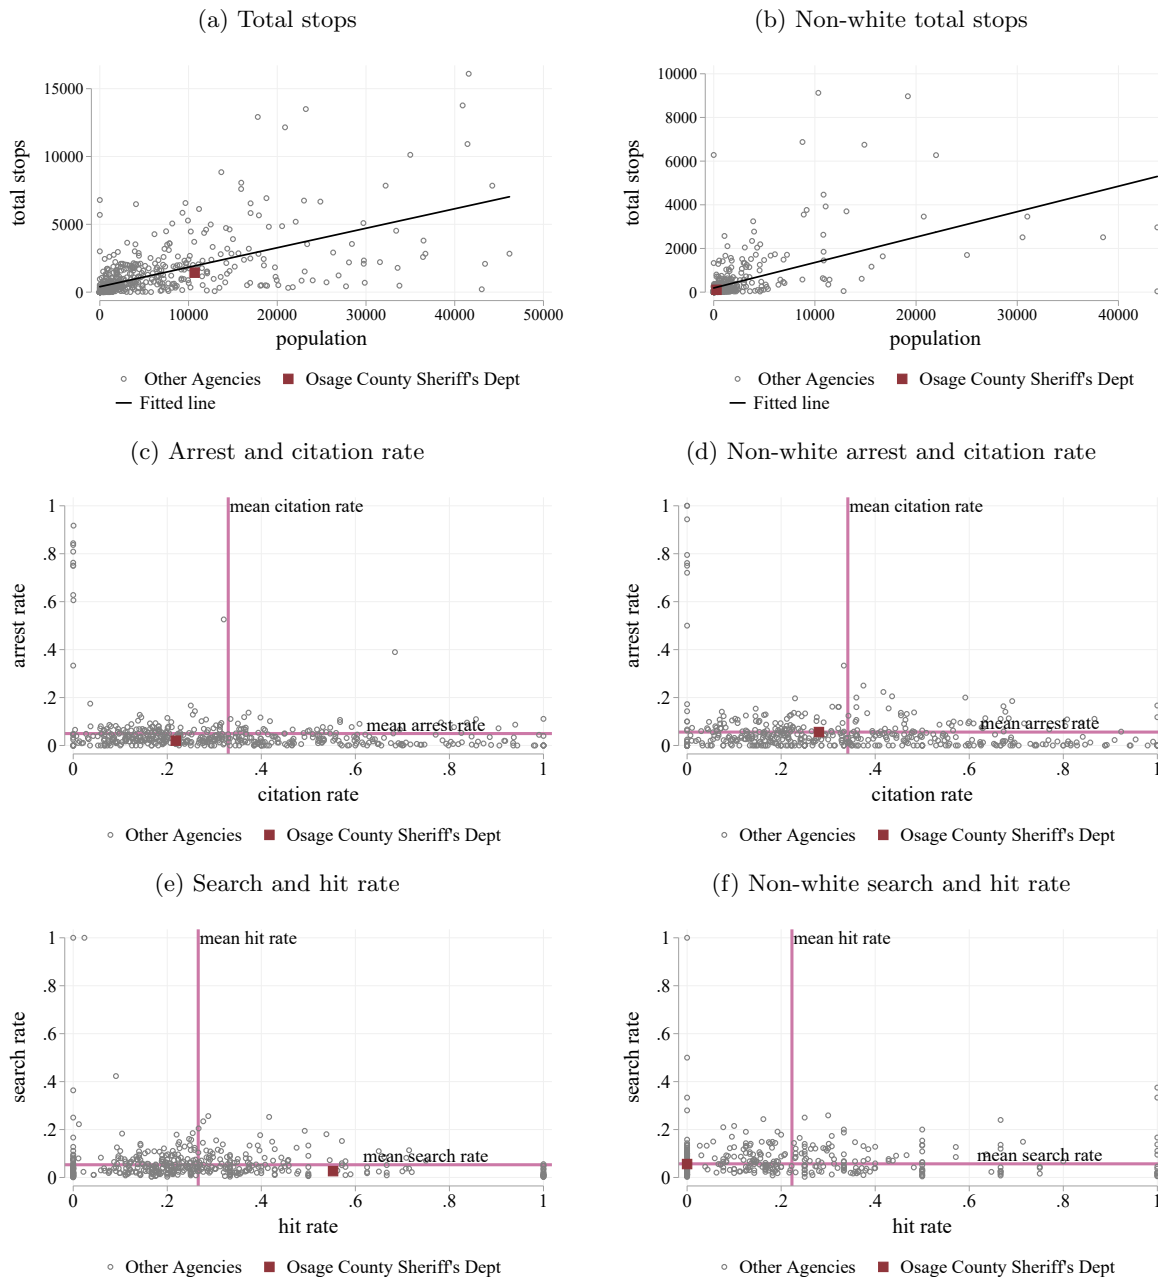 (a) Total stops
(b) Non-white total stops
total stops
15000
10000
5000
0
0 10000 20000 30000 40000 50000
population
Other Agencies Osage County Sheriff's Dept
Fitted line
total stops
10000
8000
6000
4000
2000
0
0 10000 20000 30000 40000
population
Other Agencies Osage County Sheriff's Dept
Fitted line
(c) Arrest and citation rate
(d) Non-white arrest and citation rate
arrest rate
1
.8
.6
.4
.2
0
mean citation rate
mean arrest rate
0 .2 .4 .6 .8 1
citation rate
Other Agencies Osage County Sheriff's Dept
arrest rate
1
.8
.6
.4
.2
0
mean citation rate
mean arrest rate
0 .2 .4 .6 .8 1
citation rate
Other Agencies Osage County Sheriff's Dept
(e) Search and hit rate
(f) Non-white search and hit rate
search rate
1
.8
.6
.4
.2
0
mean hit rate
mean search rate
0 .2 .4 .6 .8 1
hit rate
Other Agencies Osage County Sheriff's Dept
search rate
1
.8
.6
.4
.2
0
mean hit rate
mean search rate
0 .2 .4 .6 .8 1
hit rate
Other Agencies Osage County Sheriff's Dept